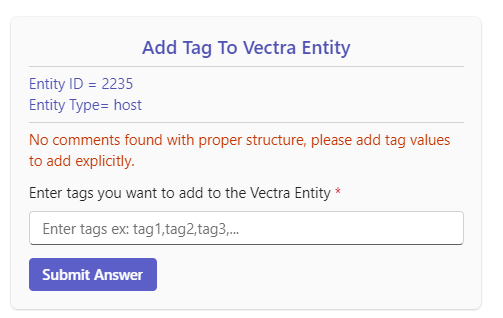 Add Tag To Vectra Entity
Entity ID = 2235
Entity Type= host
No comments found with proper structure, please add tag values
to add explicitly.
Enter tags you want to add to the Vectra Entity *
Enter tags ex: tag1,tag2,tag3,...
Submit Answer